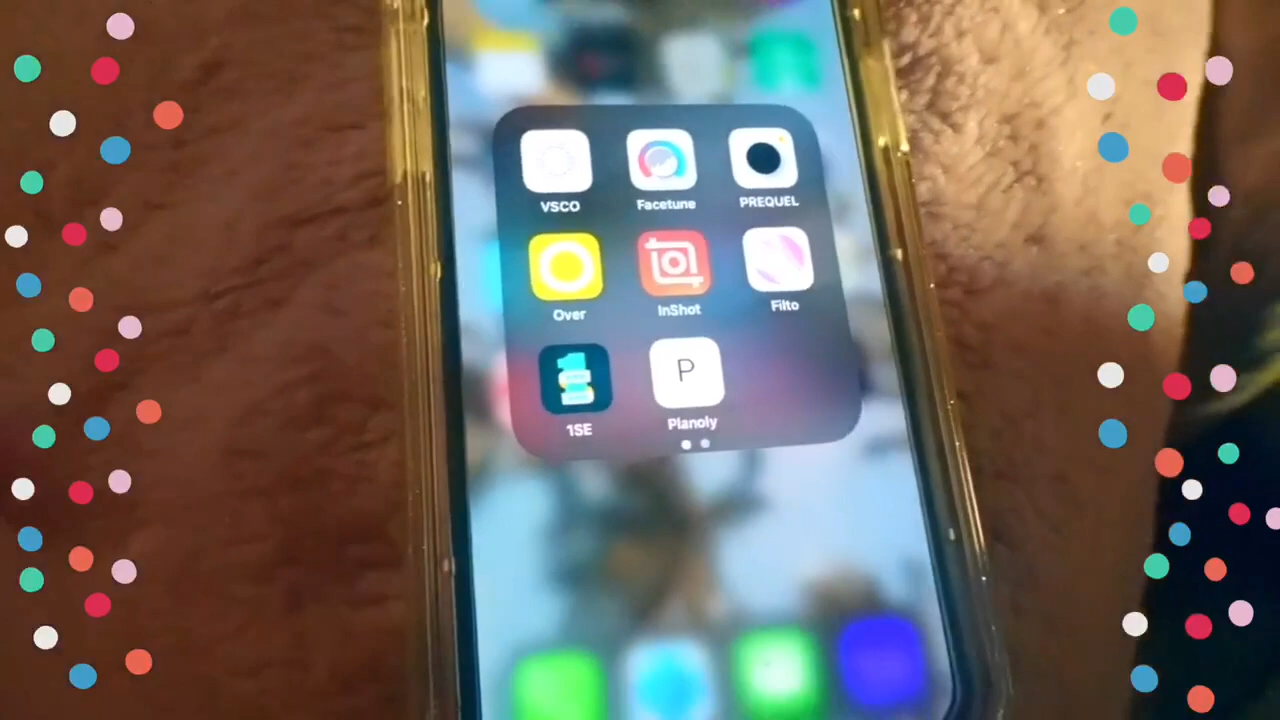 VSCO
Facetune
PREQUEL
Over
InShot
Filto
1SE
P
Planoly